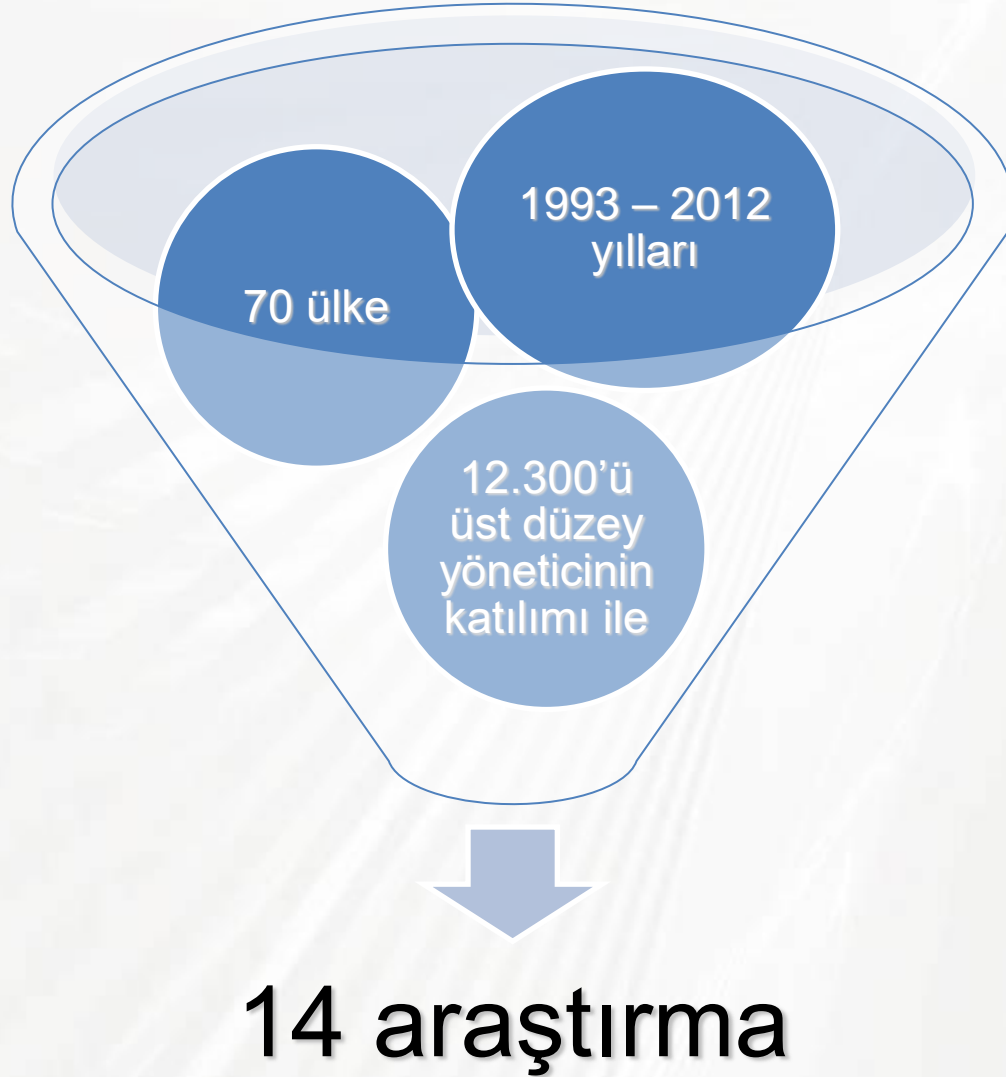 1993 – 2012
yılları
70 ülke
12.300’ü
üst düzey
yöneticinin
katılımı ile
14 araştırma